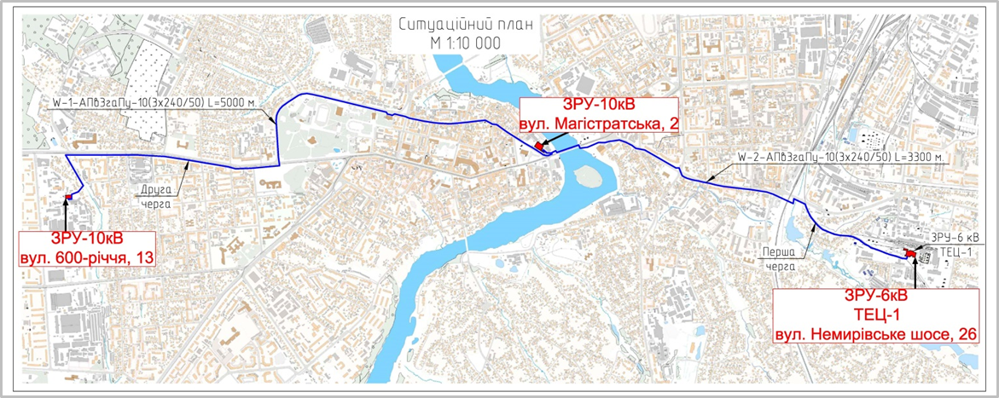 Ситуаційний план
М 1:10 000
W-1-АПвЗгаПу-10(3х240/50) L=5000 м.
ЗРУ-10кВ
вул. Магістратська, 2
W-2-АПвЗгаПу-10(3х240/50) L=3300 м.
Друга
черга
ЗРУ-10кВ
вул. 600-річчя, 13
ЗРУ-6 кВ
ТЕЦ-1
Перша
черга
ЗРУ-6кВ
ТЕЦ-1
вул. Немирівське шосе, 26